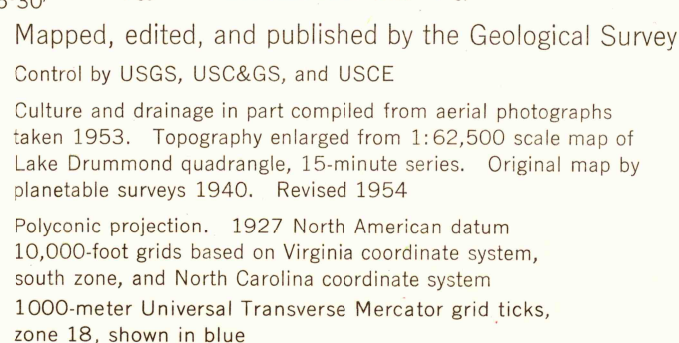 Mapped, edited, and published by the Geological Survey
Control by USGS, USC&GS, and USCE
Culture and drainage in part compiled from aerial photographs
taken 1953. Topography enlarged from 1:62,500 scale map of
Lake Drummond quadrangle, 15-minute series. Original map by
planetable surveys 1940. Revised 1954
Polyconic projection. 1927 North American datum
10,000-foot grids based on Virginia coordinate system,
south zone, and North Carolina coordinate system
1000-meter Universal Transverse Mercator grid ticks,
zone 18, shown in blue